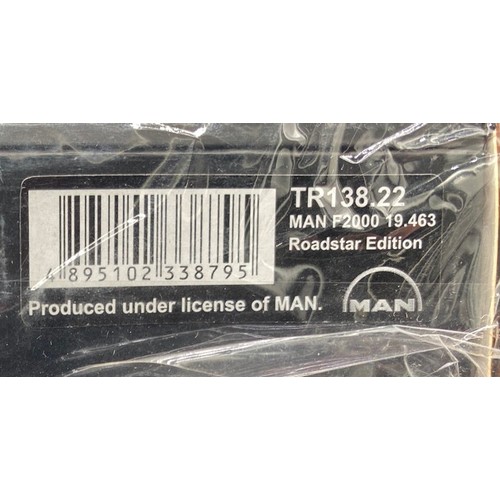 TR138.22
MAN F2000 19.463
Roadstar Edition
4 895102 338795
Produced under license of MAN.
MAN